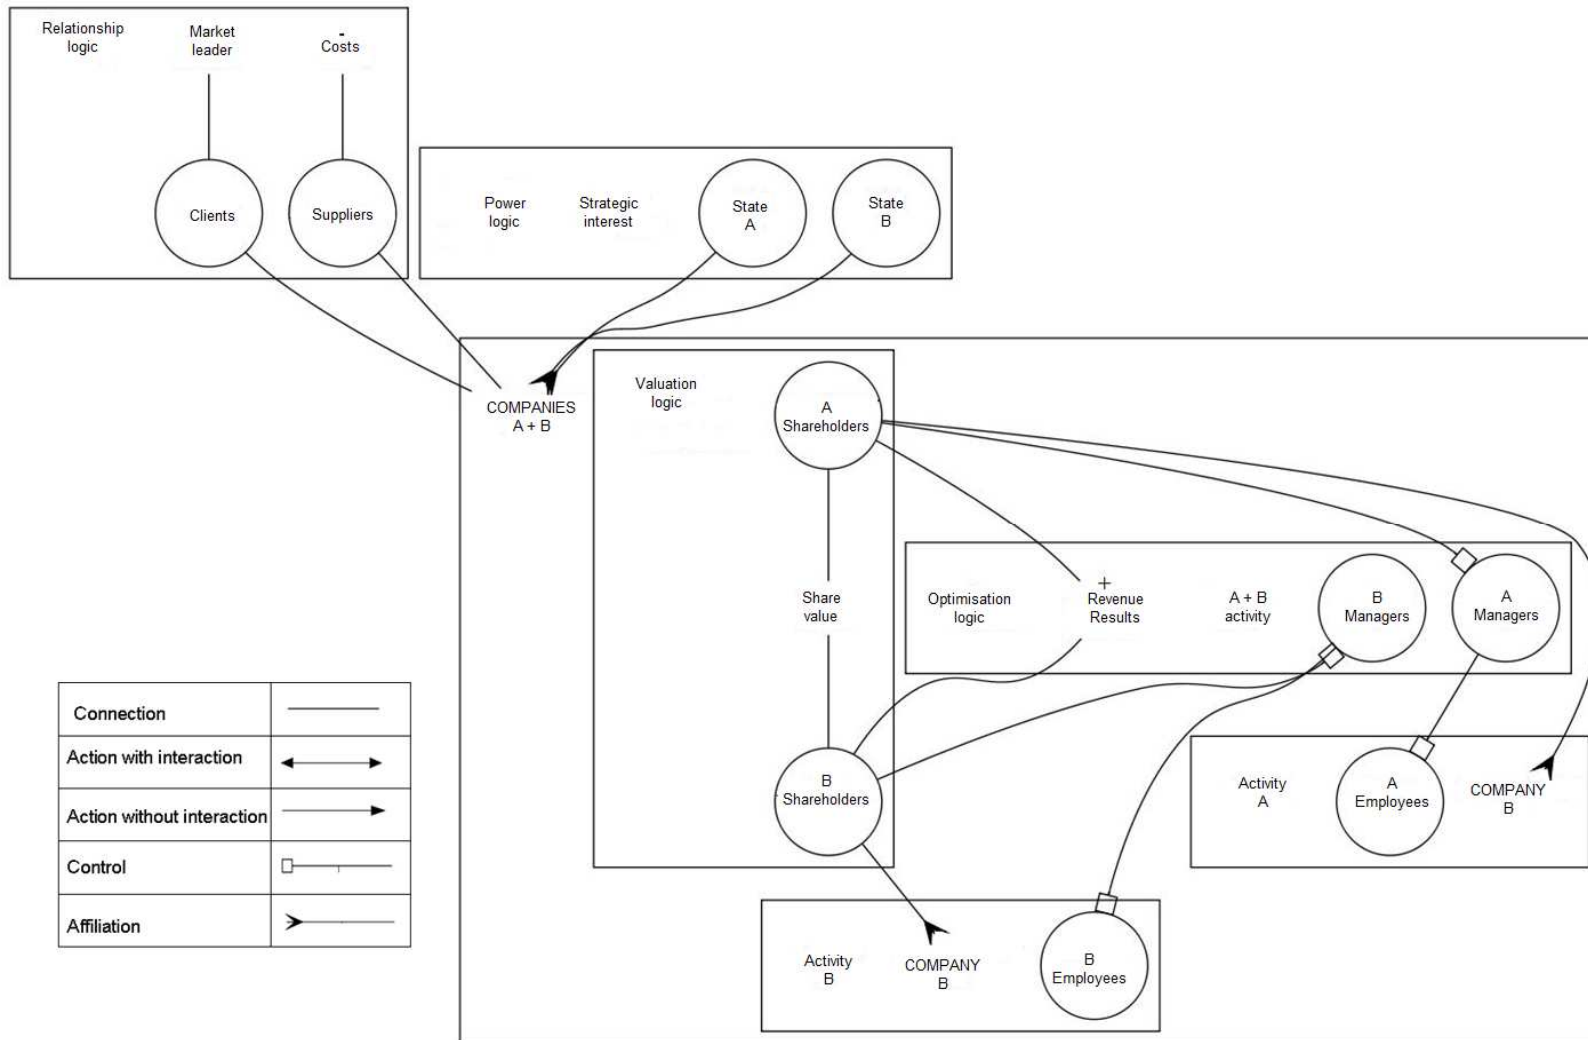 Relationship
logic
Market
leader
-
Costs
Clients
Suppliers
Power
logic
Strategic
interest
State
A
State
B
COMPANIES
A + B
Valuation
logic
A
Shareholders
Share
value
Optimisation
logic
+
Revenue
Results
A + B
activity
B
Managers
A
Managers
B
Shareholders
Activity
A
A
Employees
COMPANY
B
Activity
B
COMPANY
B
B
Employees
Connection
Action with interaction
Action without interaction
Control
Affiliation